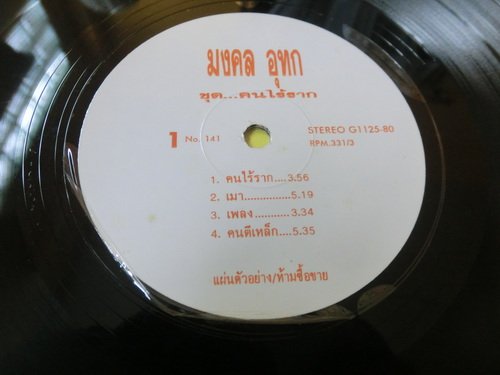 มงคล อุทก
ชุด...คนไร้ราก
1 No. 141 STEREO G1125-80
RPM.331/3
1. คนไร้ราก....3.56
2. เมา...............5.19
3. เพลง...........3.34
4. คนตีเหล็ก....5.35
แผ่นตัวอย่าง/ห้ามซื้อขาย